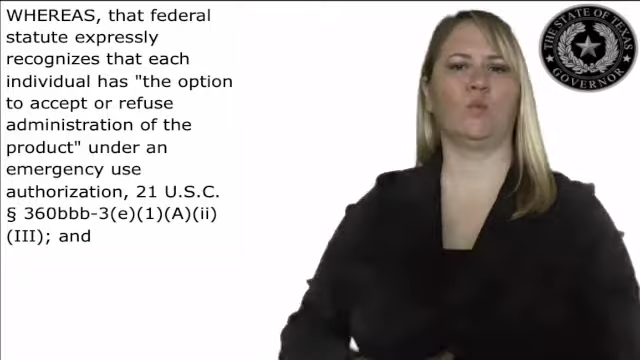 WHEREAS, that federal
statute expressly
recognizes that each
individual has "the option
to accept or refuse
administration of the
product" under an
emergency use
authorization, 21 U.S.C.
§ 360bbb-3(e)(1)(A)(ii)
(III); and
THE STATE OF TEXAS
GOVERNOR